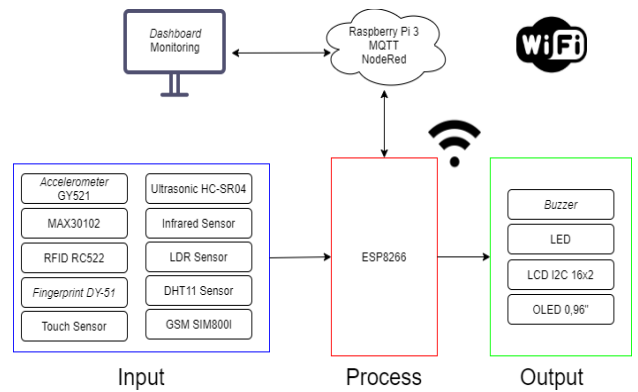 Dashboard
Monitoring
Raspberry Pi 3
MQTT
NodeRed
WiFi
Accelerometer
GY521
MAX30102
RFID RC522
Fingerprint DY-51
Touch Sensor
Ultrasonic HC-SR04
Infrared Sensor
LDR Sensor
DHT11 Sensor
GSM SIM800l
ESP8266
Buzzer
LED
LCD I2C 16x2
OLED 0,96"
Input
Process
Output